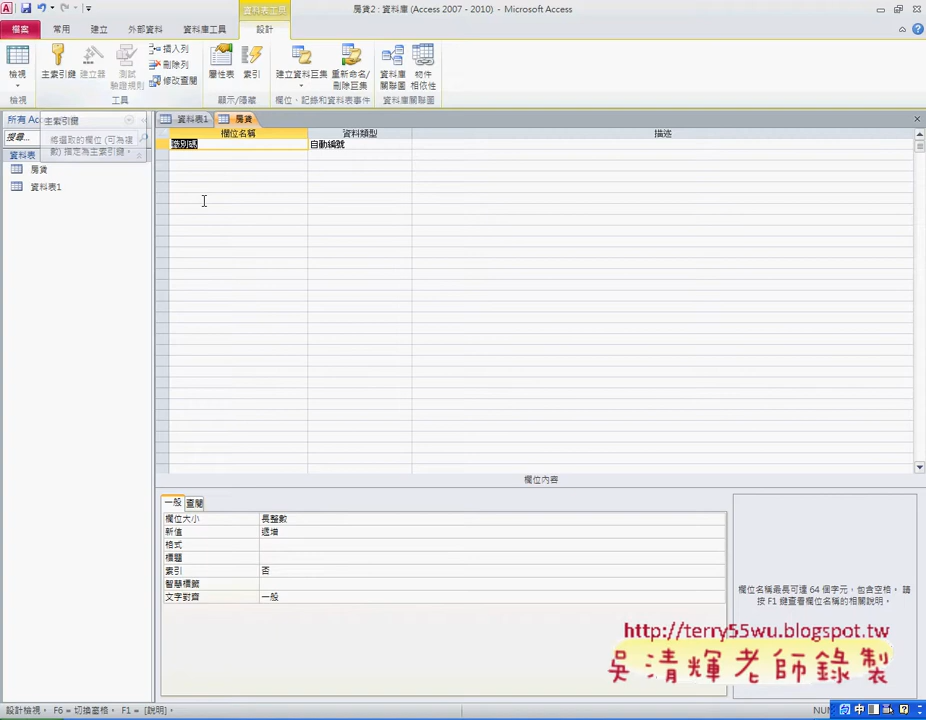 資料表工具
房貸2 : 資料庫 (Access 2007 - 2010) - Microsoft Access
檔案 常用 建立 外部資料 資料庫工具 設計
檢視 主索引鍵 建立器 測試驗證規則 插入列 刪除列 修改查閱 屬性表 索引 建立資料巨集 重新命名/刪除巨集 資料庫關聯圖 物件相依性
檢視 工具 顯示/隱藏 欄位、記錄和資料表事件 資料庫關聯圖
所有 Ac
主索引鍵
將選取的欄位 (可為複數) 指定為主索引鍵。
搜尋...
資料表
房貸
資料表1
資料表1 房貸
欄位名稱 資料類型 描述
識別碼 自動編號
欄位內容
一般 查閱
欄位大小 長整數
新值 遞增
格式
標題
索引 否
智慧標籤
文字對齊 一般
欄位名稱最長可達 64 個字元，包含空格。請
按 F1 鍵查看欄位名稱的相關說明。
http://terry55wu.blogspot.tw
吳清輝老師錄製
設計檢視。 F6 = 切換窗格。 F1 = [說明]。
NU
中